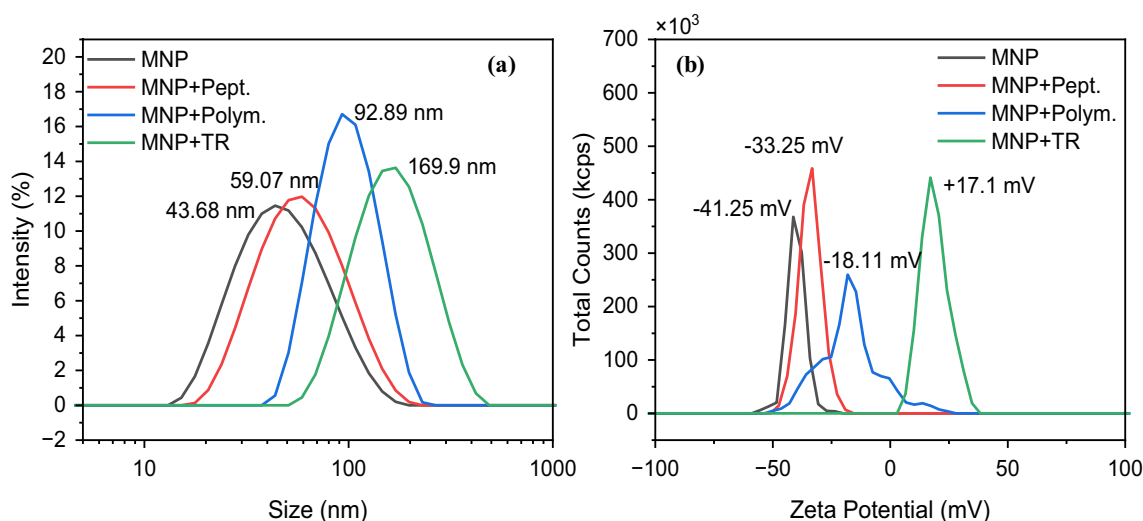 (a)
MNP
MNP+Pept.
MNP+Polym.
MNP+TR
43.68 nm
59.07 nm
92.89 nm
169.9 nm
20
18
16
14
12
10
8
6
4
2
0
−2
Intensity (%)
10
100
1000
Size (nm)
×10³
(b)
MNP
MNP+Pept.
MNP+Polym.
MNP+TR
-33.25 mV
-41.25 mV
-18.11 mV
+17.1 mV
700
600
500
400
300
200
100
0
Total Counts (kcps)
−100
−50
0
50
100
Zeta Potential (mV)